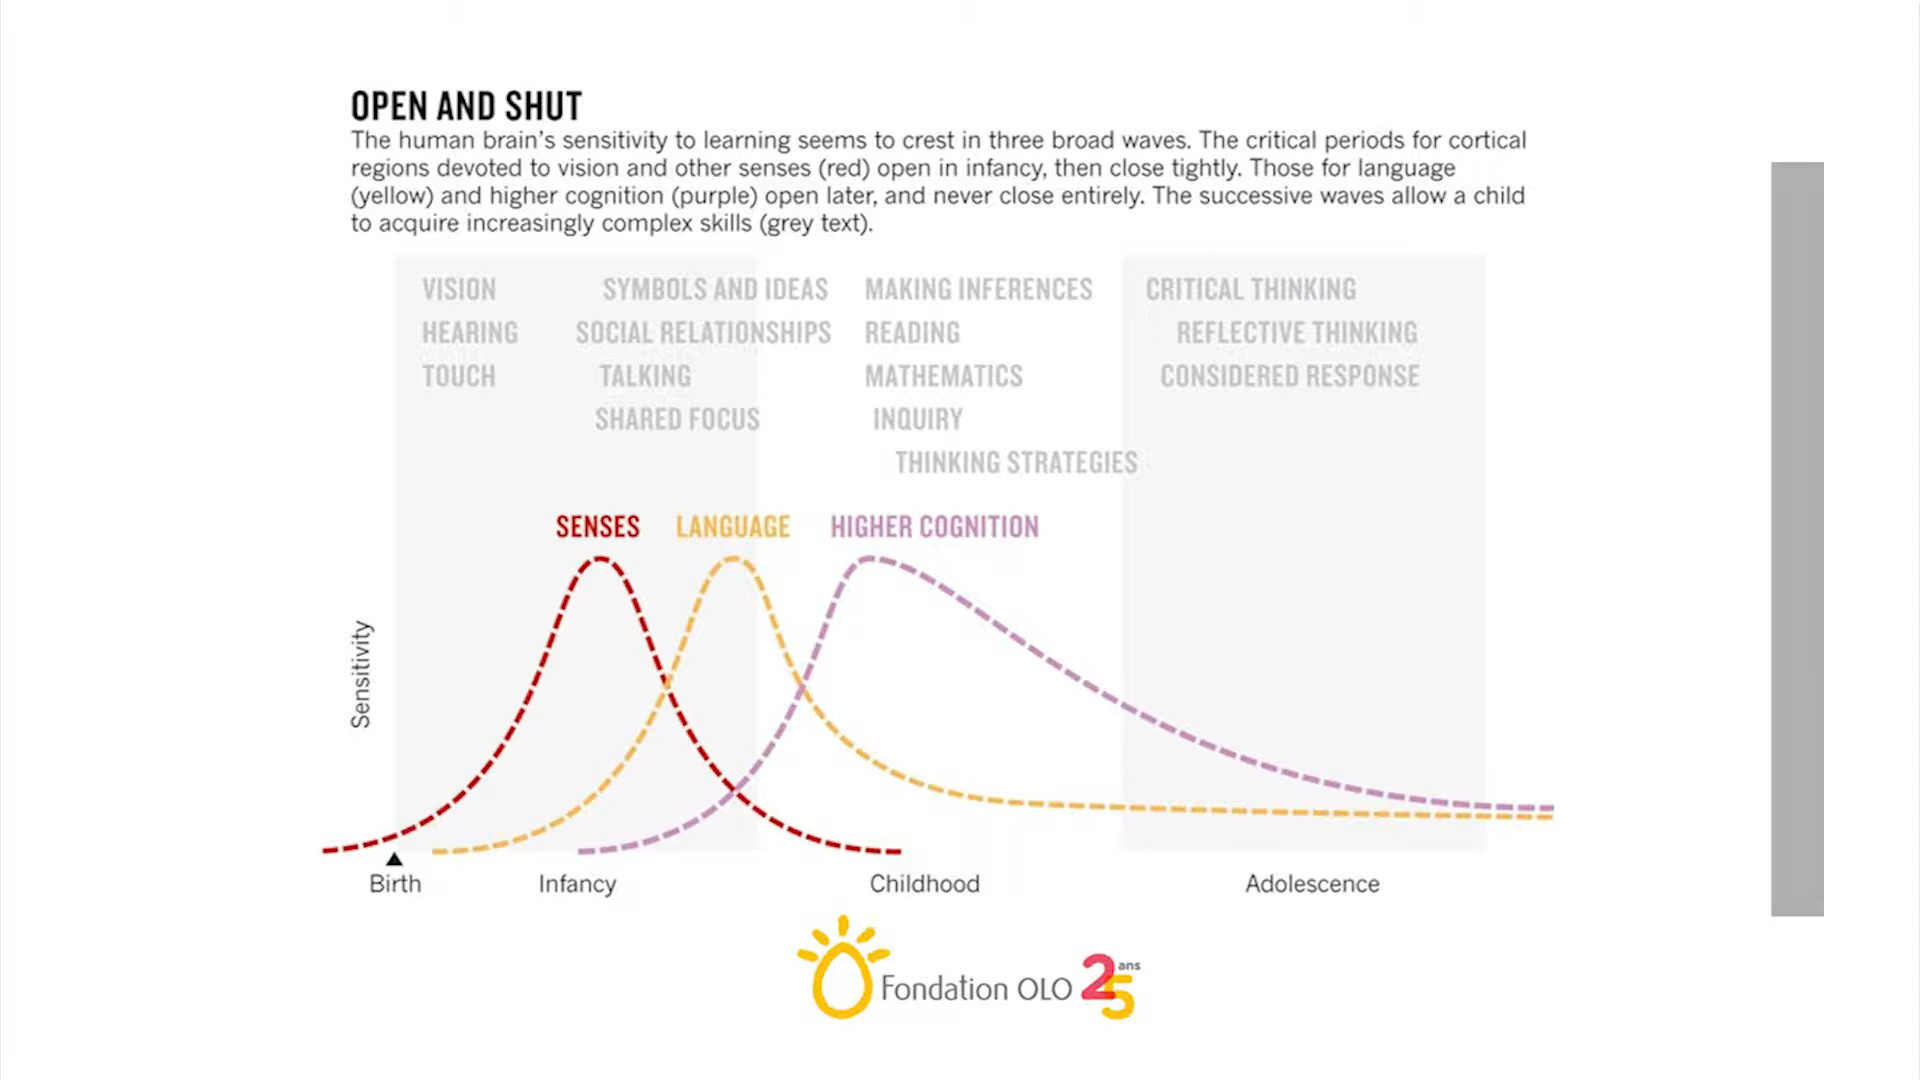 OPEN AND SHUT
The human brain's sensitivity to learning seems to crest in three broad waves. The critical periods for cortical
regions devoted to vision and other senses (red) open in infancy, then close tightly. Those for language
(yellow) and higher cognition (purple) open later, and never close entirely. The successive waves allow a child
to acquire increasingly complex skills (grey text).
VISION SYMBOLS AND IDEAS MAKING INFERENCES CRITICAL THINKING
HEARING SOCIAL RELATIONSHIPS READING REFLECTIVE THINKING
TOUCH TALKING MATHEMATICS CONSIDERED RESPONSE
SHARED FOCUS INQUIRY
THINKING STRATEGIES
SENSES LANGUAGE HIGHER COGNITION
Sensitivity
Birth Infancy Childhood Adolescence
Fondation OLO 25 ans